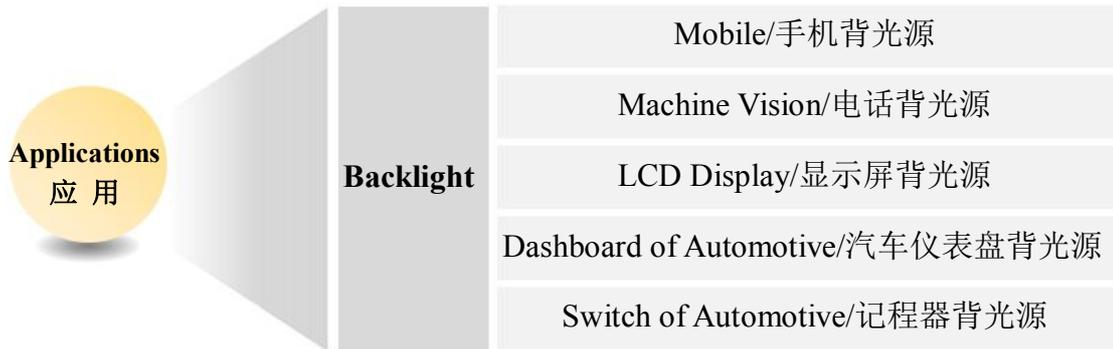 Applications
应 用
Backlight
Mobile/手机背光源
Machine Vision/电话背光源
LCD Display/显示屏背光源
Dashboard of Automotive/汽车仪表盘背光源
Switch of Automotive/记程器背光源